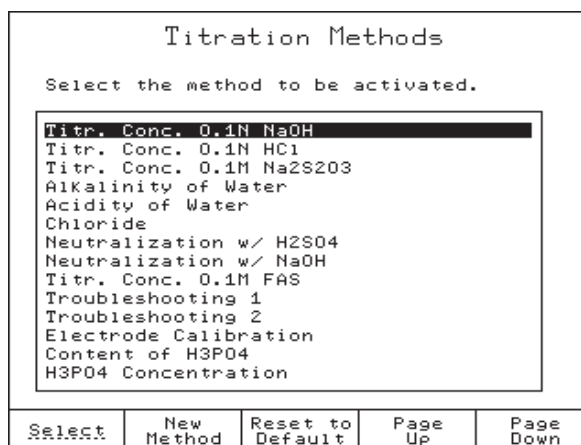 Titration Methods
Select the method to be activated.
Titr. Conc. 0.1N NaOH
Titr. Conc. 0.1N HCl
Titr. Conc. 0.1M Na2S2O3
Alkalinity of Water
Acidity of Water
Chloride
Neutralization w/ H2SO4
Neutralization w/ NaOH
Titr. Conc. 0.1M FAS
Troubleshooting 1
Troubleshooting 2
Electrode Calibration
Content of H3PO4
H3PO4 Concentration
Select
New Method
Reset to Default
Page Up
Page Down